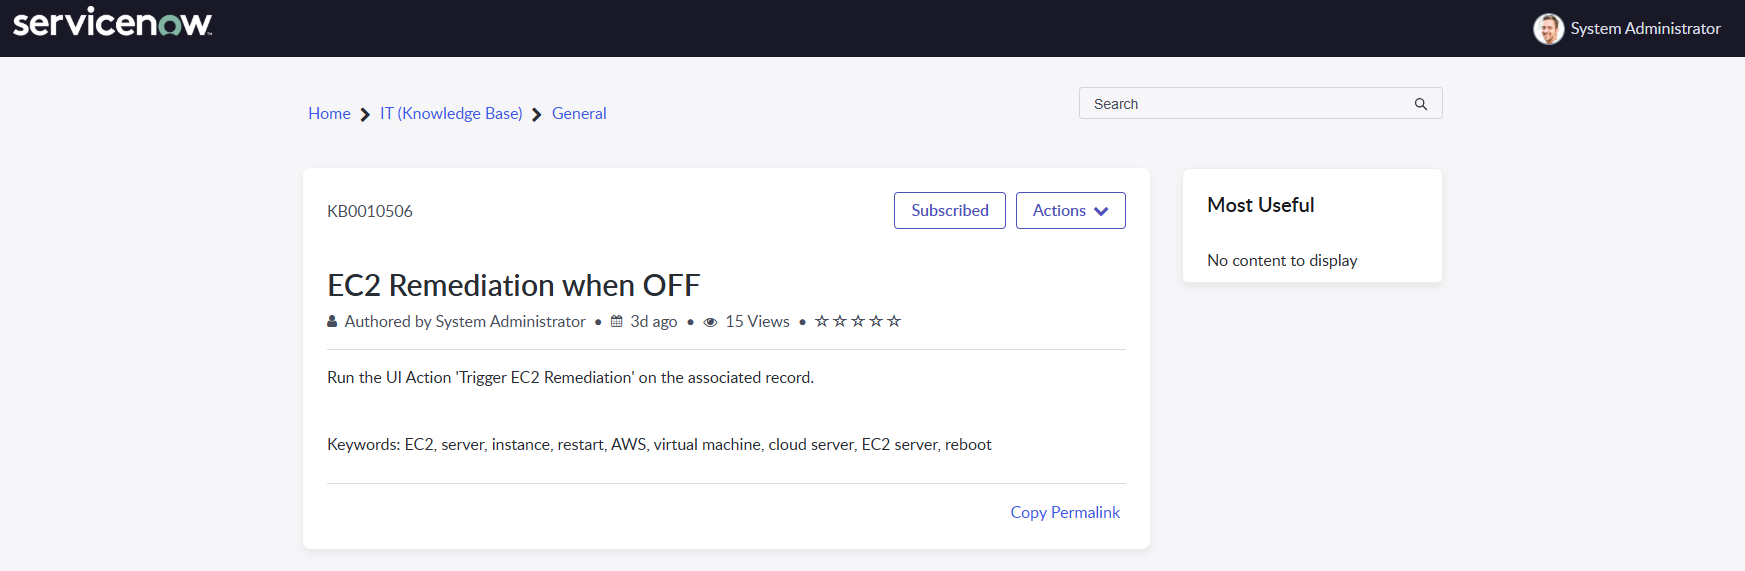 servicenow™
System Administrator
Home > IT (Knowledge Base) > General
Search
KB0010506
Subscribed
Actions
EC2 Remediation when OFF
Authored by System Administrator • 3d ago • 15 Views •
Run the UI Action 'Trigger EC2 Remediation' on the associated record.
Keywords: EC2, server, instance, restart, AWS, virtual machine, cloud server, EC2 server, reboot
Copy Permalink
Most Useful
No content to display